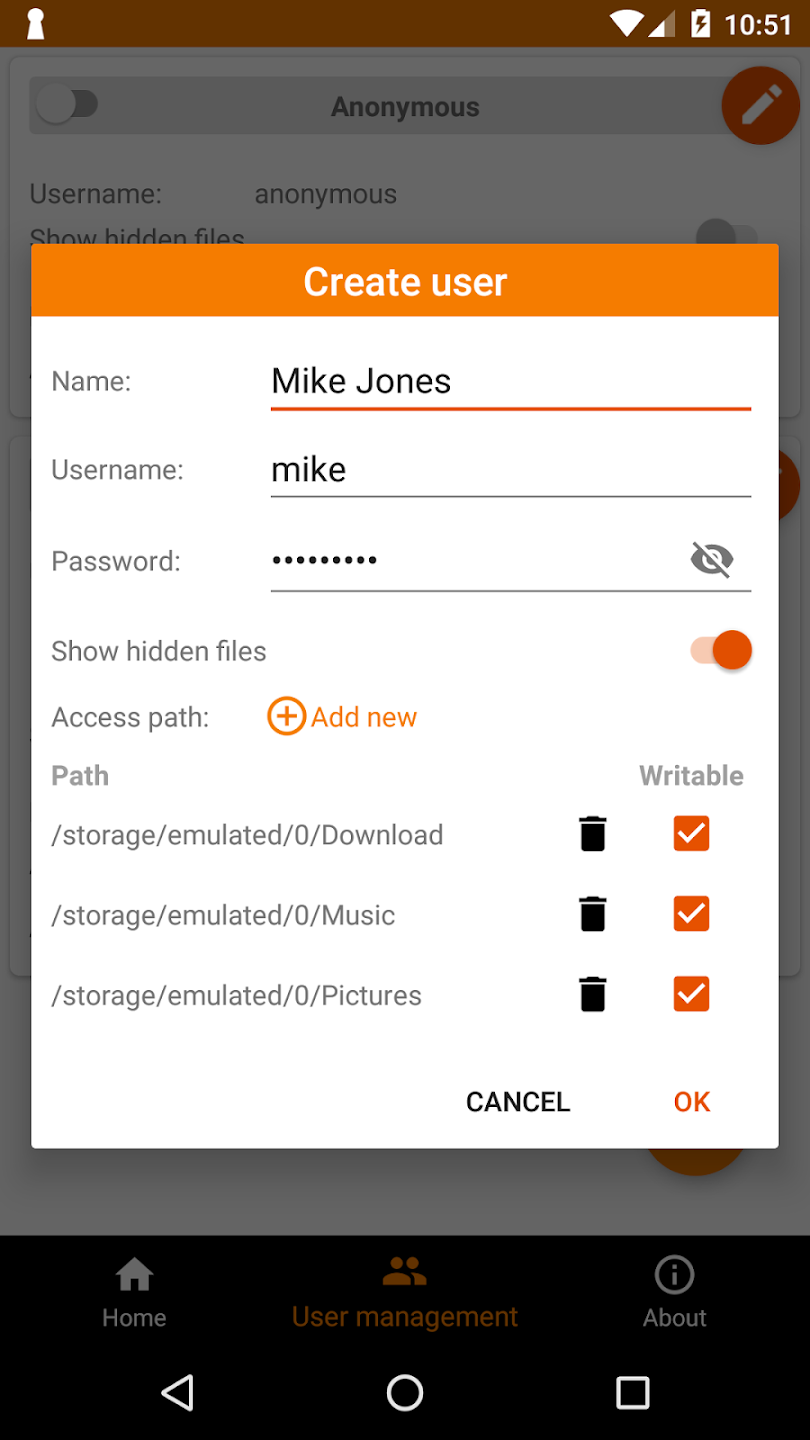 10:51
Anonymous
Username: anonymous
Show hidden files
Create user
Name: Mike Jones
Username: mike
Password: •••••••••
Show hidden files
Access path: Add new
Path Writable
/storage/emulated/0/Download
/storage/emulated/0/Music
/storage/emulated/0/Pictures
CANCEL OK
Home User management About